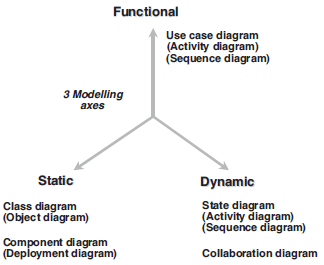 Functional
Use case diagram
(Activity diagram)
(Sequence diagram)
3 Modelling
axes
Static
Class diagram
(Object diagram)
Component diagram
(Deployment diagram)
Dynamic
State diagram
(Activity diagram)
(Sequence diagram)
Collaboration diagram